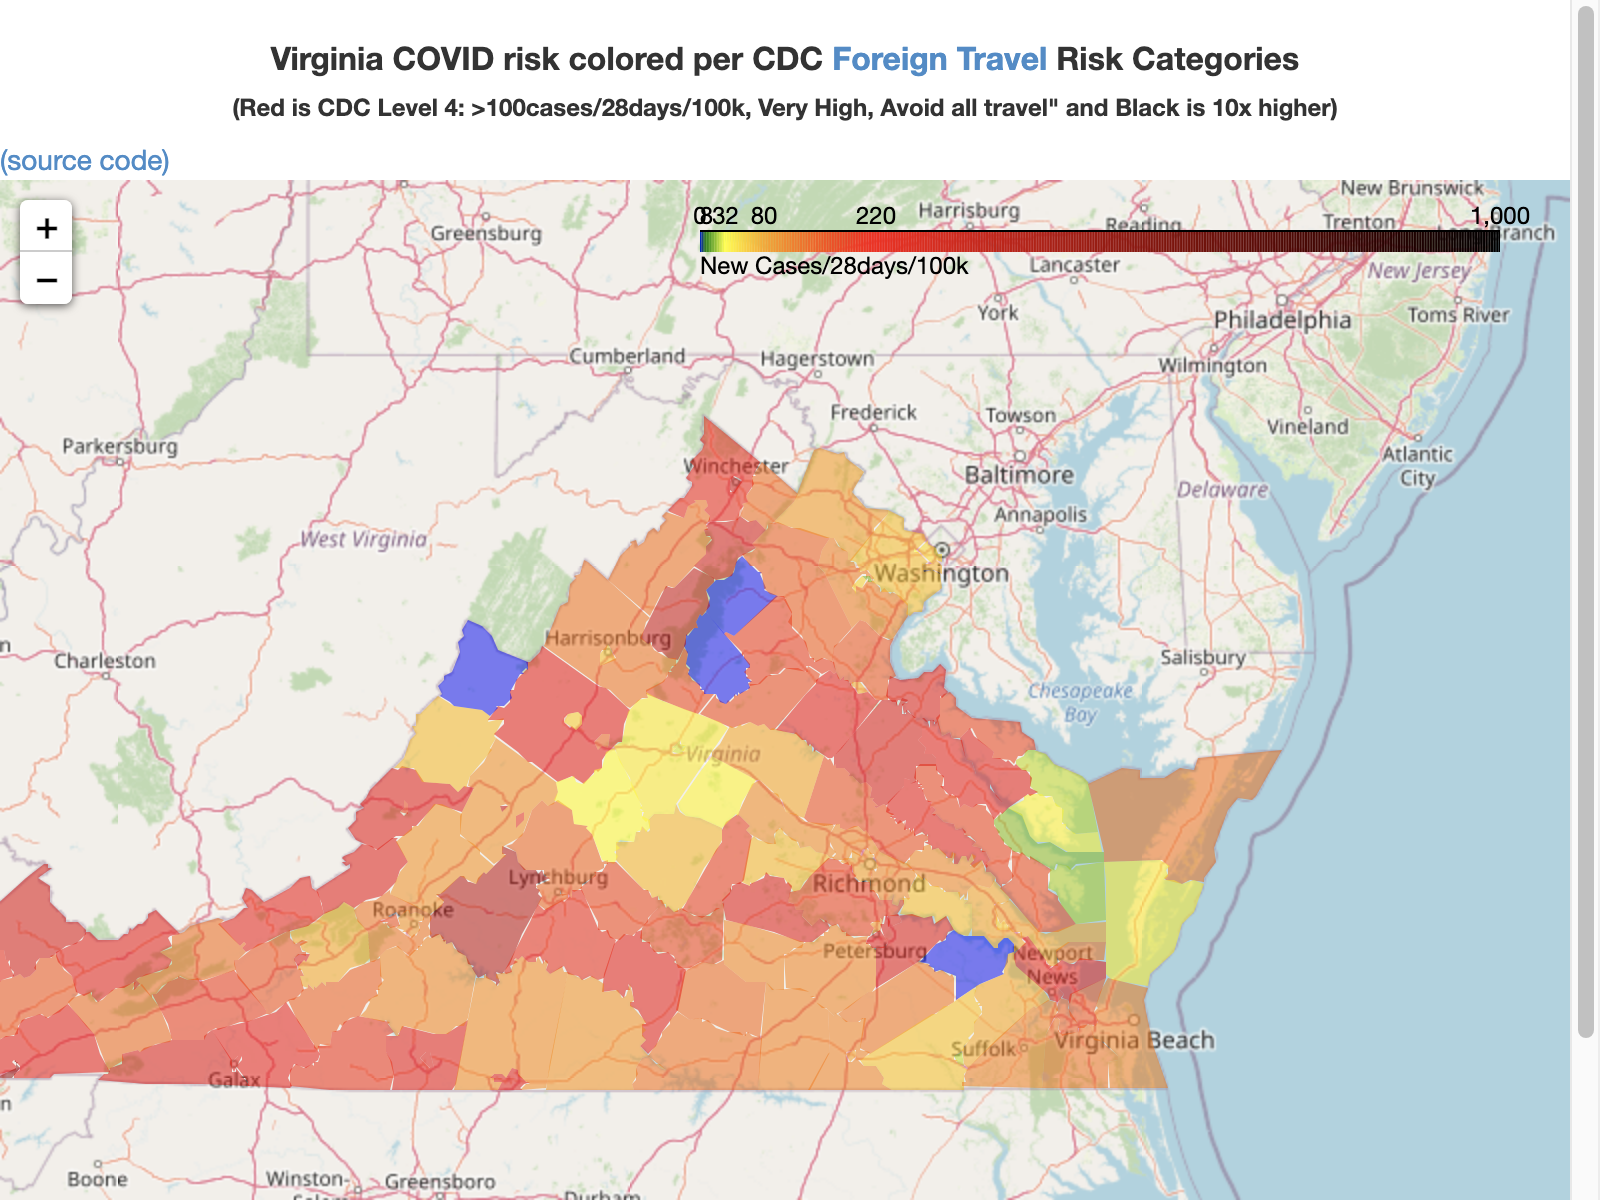 Virginia COVID risk colored per CDC Foreign Travel Risk Categories
(Red is CDC Level 4: >100cases/28days/100k, Very High, Avoid all travel" and Black is 10x higher)
(source code)
+
−
New Brunswick
0 8 32 80 220 1,000
Harrisburg
Reading
Trenton
Greensburg
New Cases/28days/100k
Lancaster
New Jersey
York
Philadelphia
Toms River
Cumberland
Hagerstown
Wilmington
Frederick
Towson
Vineland
Parkersburg
Atlantic
City
Winchester
Baltimore
Delaware
Annapolis
West Virginia
Washington
Harrisonburg
Charleston
Salisbury
Chesapeake
Bay
Virginia
Lynchburg
Richmond
Roanoke
Petersburg
Newport
News
Suffolk
Virginia Beach
Galax
Boone
Winston-
Greensboro
Durham